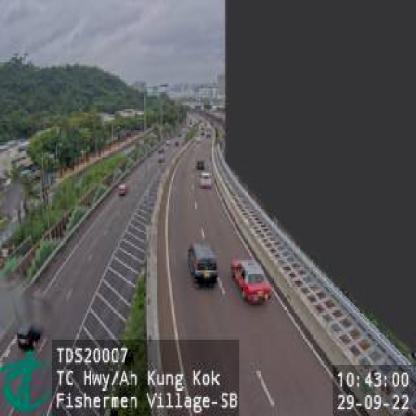 TDS20007
TC Hwy/Ah Kung Kok
Fishermen Village-SB
10:43:00
29-09-22